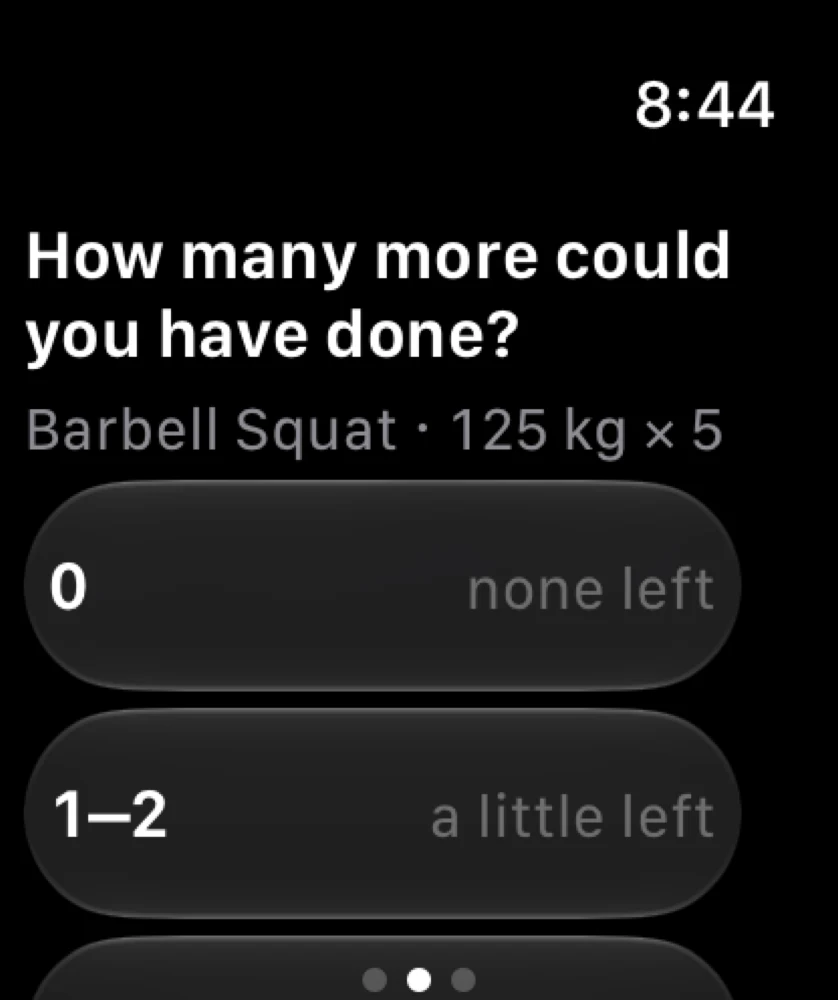 8:44
How many more could
you have done?
Barbell Squat · 125 kg × 5
0 none left
1–2 a little left